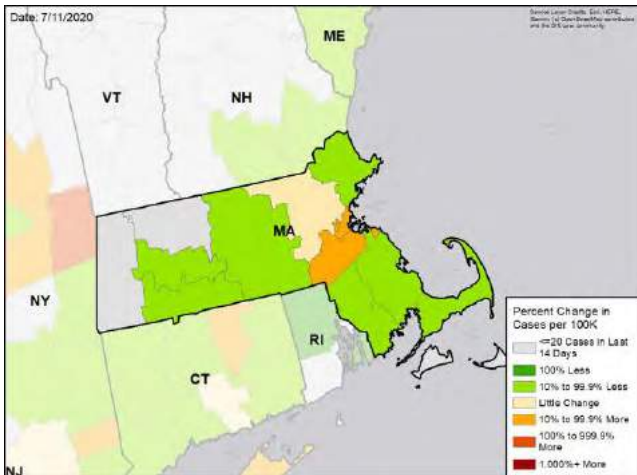 Date: 7/11/2020
ME
VT
NH
MA
NY
RI
CT
NJ
Percent Change in
Cases per 100K
<=20 Cases in Last
14 Days
100% Less
10% to 99.9% Less
Little Change
10% to 99.9% More
100% to 999.9%
More
1,000%+ More